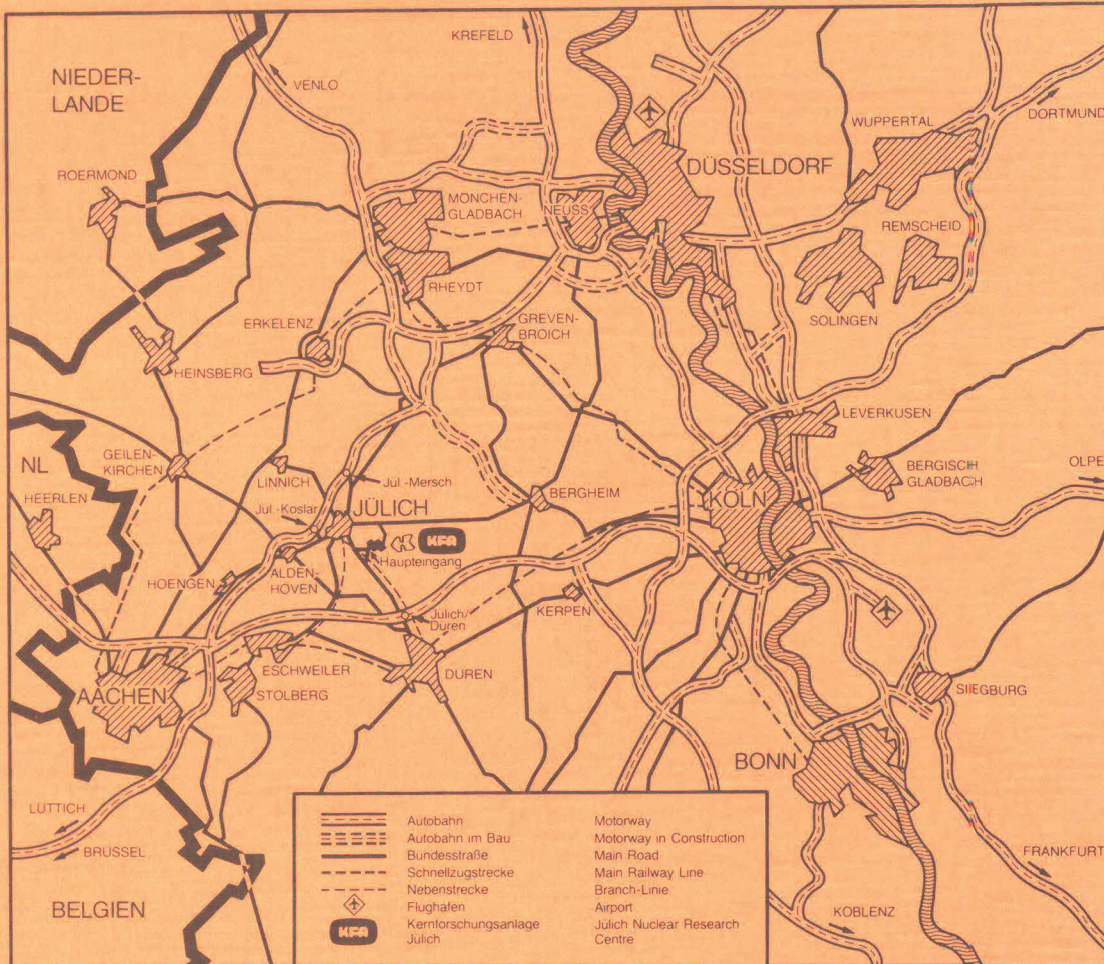 KREFELD
NIEDER-
LANDE
VENLO
DORTMUND
WUPPERTAL
DÜSSELDORF
ROERMOND
MÖNCHEN-
GLADBACH
NEUSS
REMSCHEID
RHEYDT
SOLINGEN
ERKELENZ
GREVEN-
BROICH
HEINSBERG
LEVERKUSEN
GEILEN-
KIRCHEN
NL
HEERLEN
LINNICH
Jül.-Mersch
BERGISCH
GLADBACH
OLPE
JÜLICH
BERGHEIM
KÖLN
Jül.-Koslar
KFA
Haupteingang
HOENGEN
ALDEN-
HOVEN
Jülich/
Düren
KERPEN
ESCHWEILER
DÜREN
AACHEN
STOLBERG
SIEGBURG
BONN
LÜTTICH
BRÜSSEL
FRANKFURT
BELGIEN
KOBLENZ
Autobahn Motorway
Autobahn im Bau Motorway in Construction
Bundesstraße Main Road
Schnellzugstrecke Main Railway Line
Nebenstrecke Branch-Linie
Flughafen Airport
KFA Kernforschungsanlage Jülich Nuclear Research
Jülich Centre